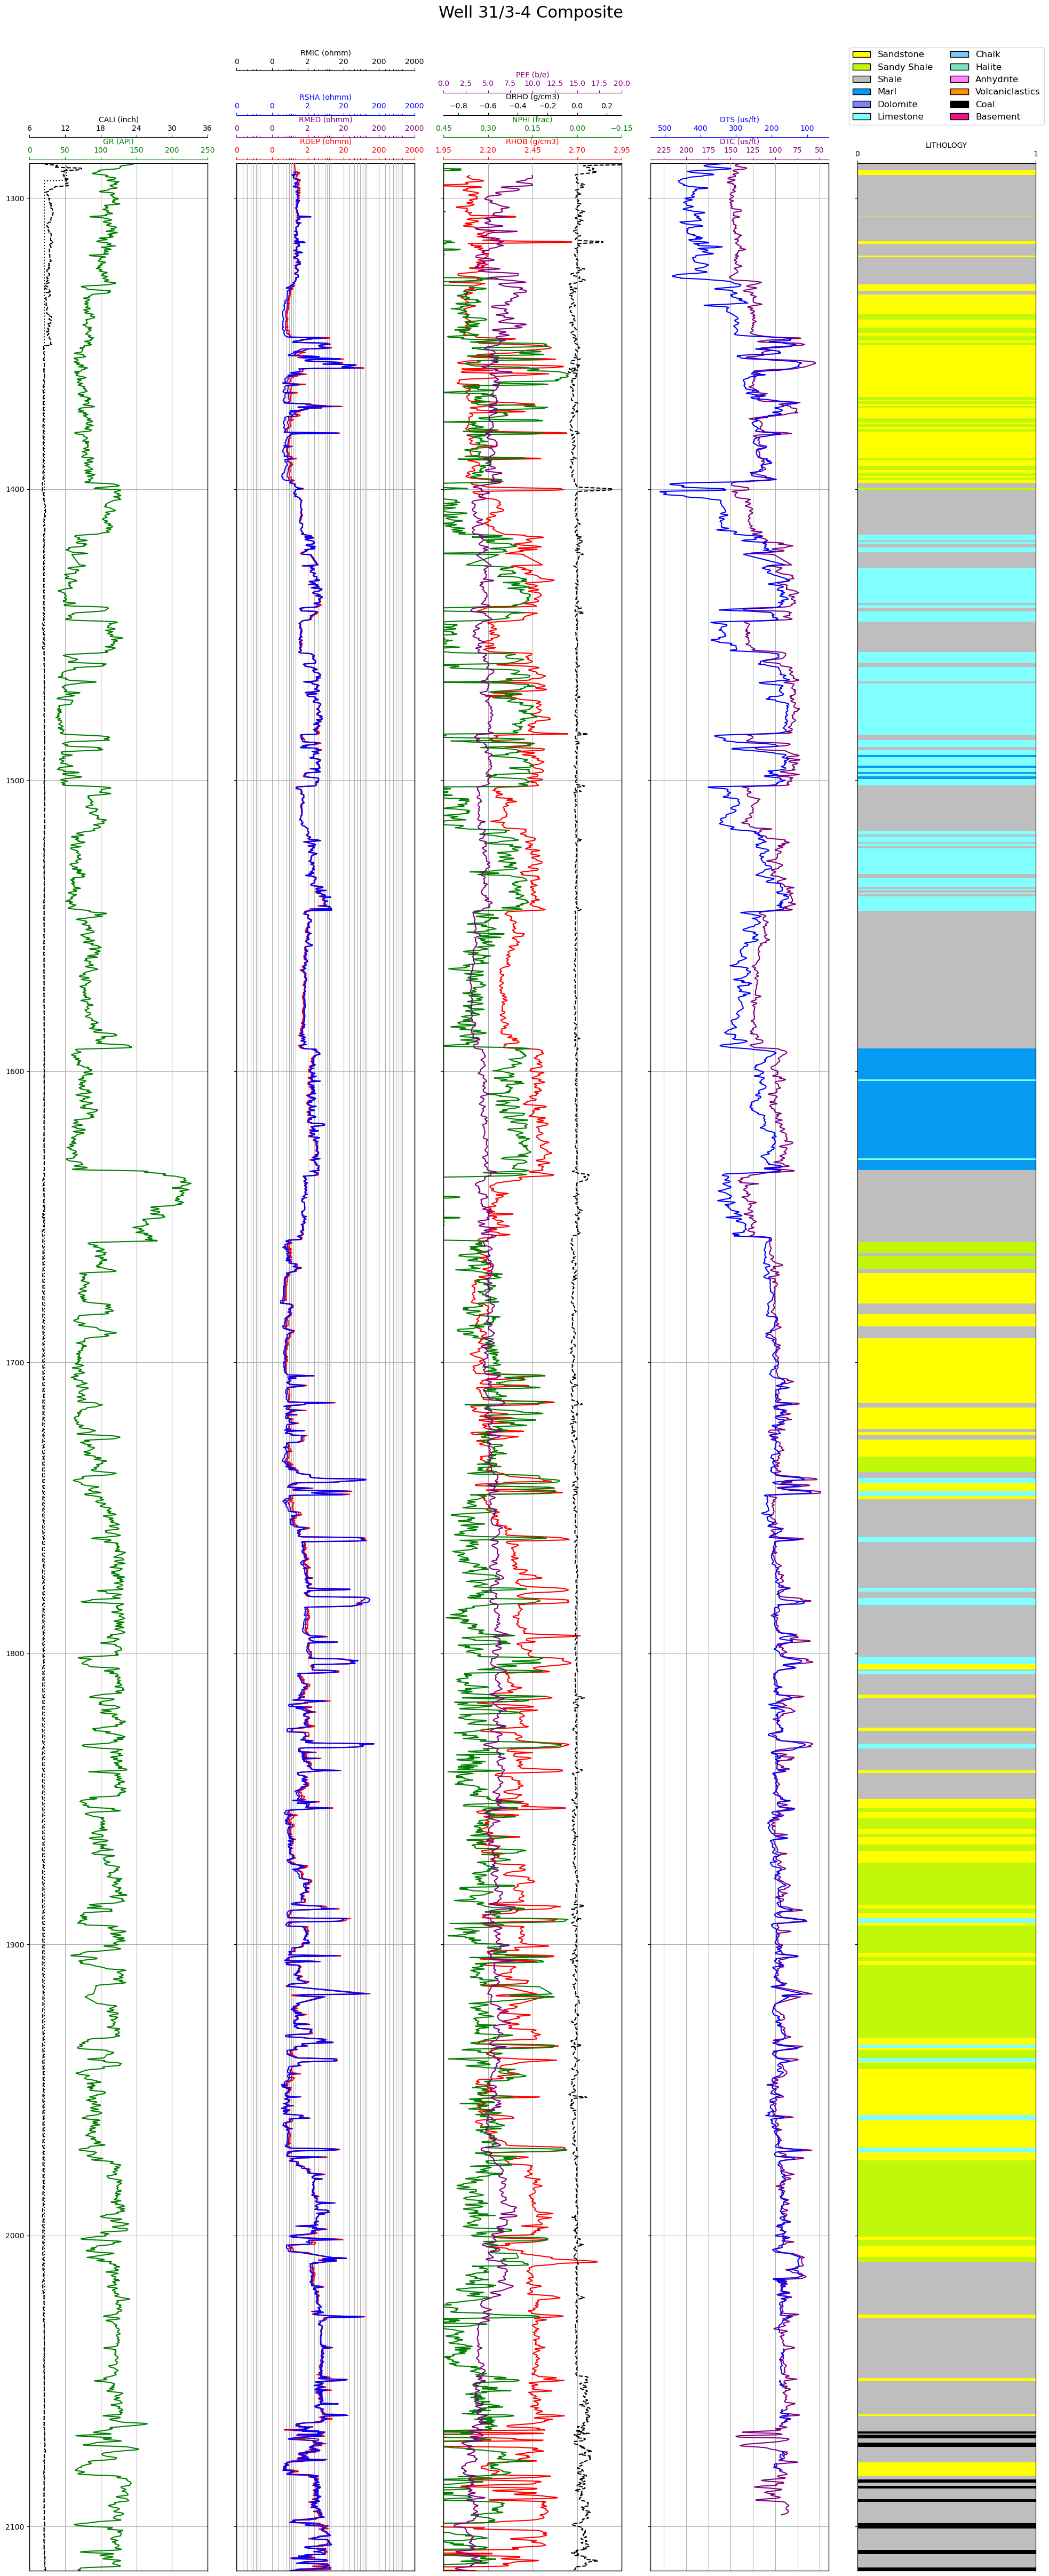 Well 31/3-4 Composite
RMIC (ohmm)
0 0 2 20 200 2000
PEF (b/e)
0.0 2.5 5.0 7.5 10.0 12.5 15.0 17.5 20.0
RSHA (ohmm)
0 0 2 20 200 2000
DRHO (g/cm3)
−0.8 −0.6 −0.4 −0.2 0.0 0.2
CALI (inch)
6 12 18 24 30 36
RMED (ohmm)
0 0 2 20 200 2000
NPHI (frac)
0.45 0.30 0.15 0.00 −0.15
DTS (us/ft)
500 400 300 200 100
GR (API)
0 50 100 150 200 250
RDEP (ohmm)
0 0 2 20 200 2000
RHOB (g/cm3)
1.95 2.20 2.45 2.70 2.95
DTC (us/ft)
225 200 175 150 125 100 75 50
Sandstone
Sandy Shale
Shale
Marl
Dolomite
Limestone
Chalk
Halite
Anhydrite
Volcaniclastics
Coal
Basement
LITHOLOGY
0 1
1300
1400
1500
1600
1700
1800
1900
2000
2100